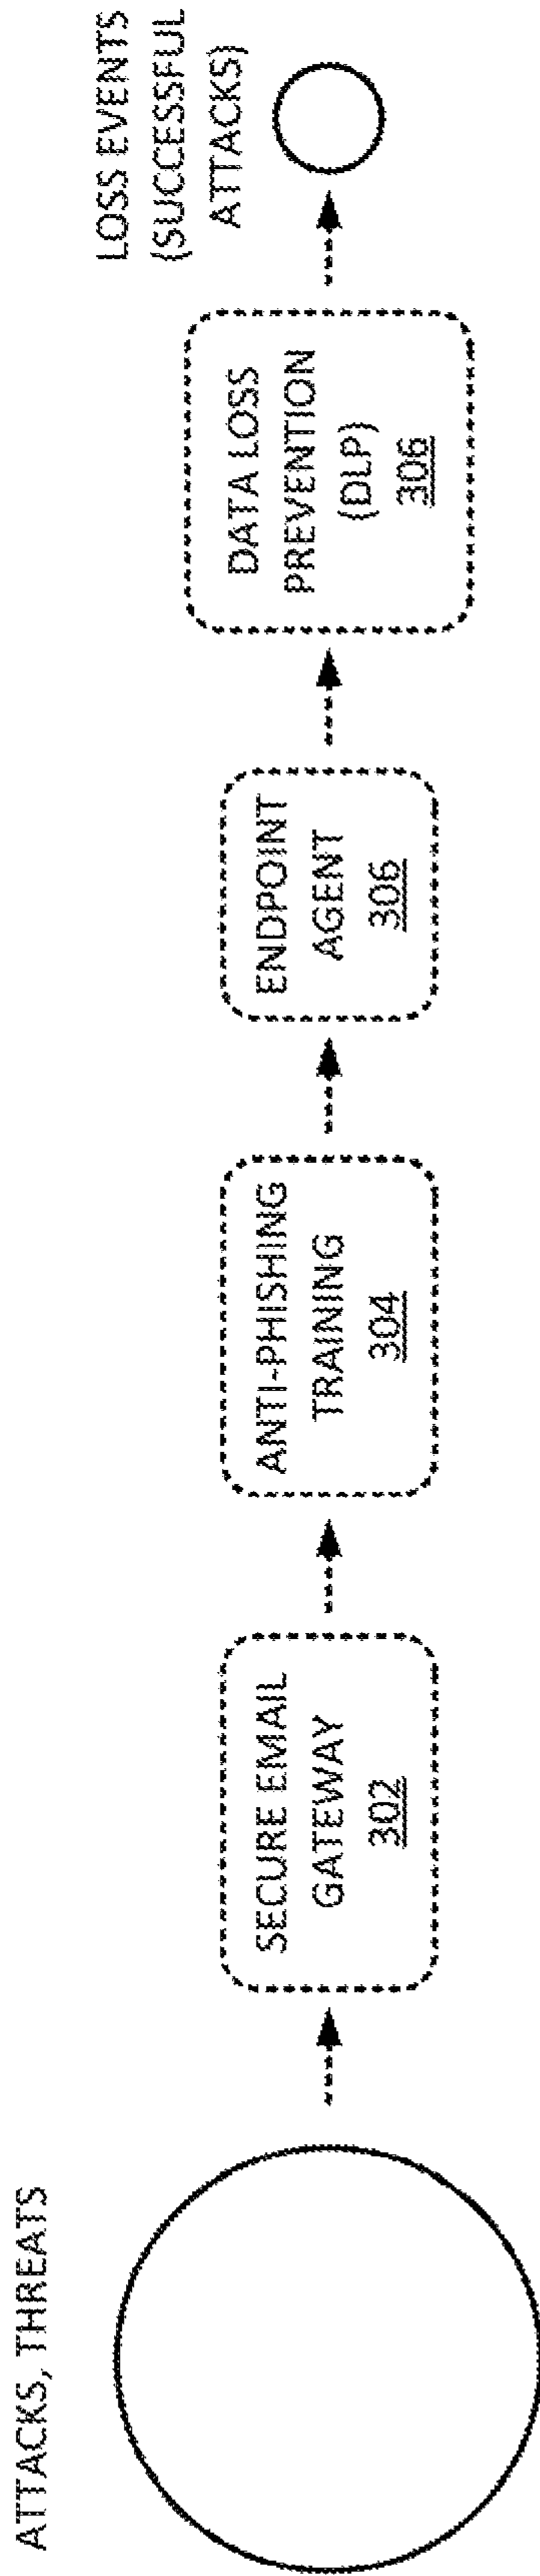 ATTACKS, THREATS
SECURE EMAIL
GATEWAY
302
ANTI-PHISHING
TRAINING
304
ENDPOINT
AGENT
306
DATA LOSS
PREVENTION
(DLP)
306
LOSS EVENTS
(SUCCESSFUL
ATTACKS)